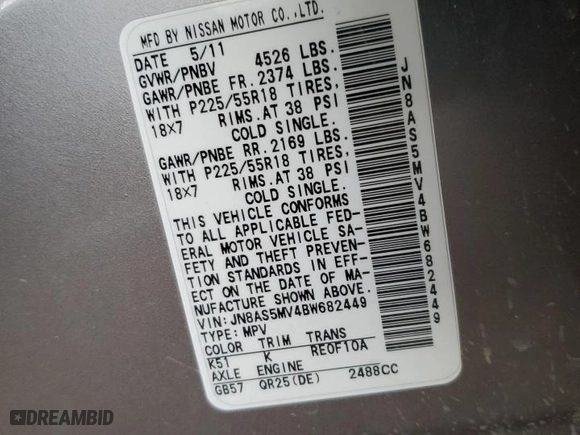 MFD BY NISSAN MOTOR CO.,LTD.
DATE 5/11
GVWR/PNBV 4526 LBS.
GAWR/PNBE FR. 2374 LBS.
WITH P225/55R18 TIRES,
18X7 RIMS.AT 38 PSI
COLD SINGLE.
GAWR/PNBE RR. 2169 LBS.
WITH P225/55R18 TIRES,
18X7 RIMS.AT 38 PSI
COLD SINGLE.
THIS VEHICLE CONFORMS
TO ALL APPLICABLE FED-
ERAL MOTOR VEHICLE SA-
FETY AND THEFT PREVEN-
TION STANDARDS IN EFF-
ECT ON THE DATE OF MA-
NUFACTURE SHOWN ABOVE.
VIN:JN8AS5MV4BW682449
TYPE:MPV
COLOR TRIM TRANS
K51 K RE0F10A
AXLE ENGINE
GB57 QR25(DE) 2488CC
JN8AS5MV4BW682449
DREAMBID